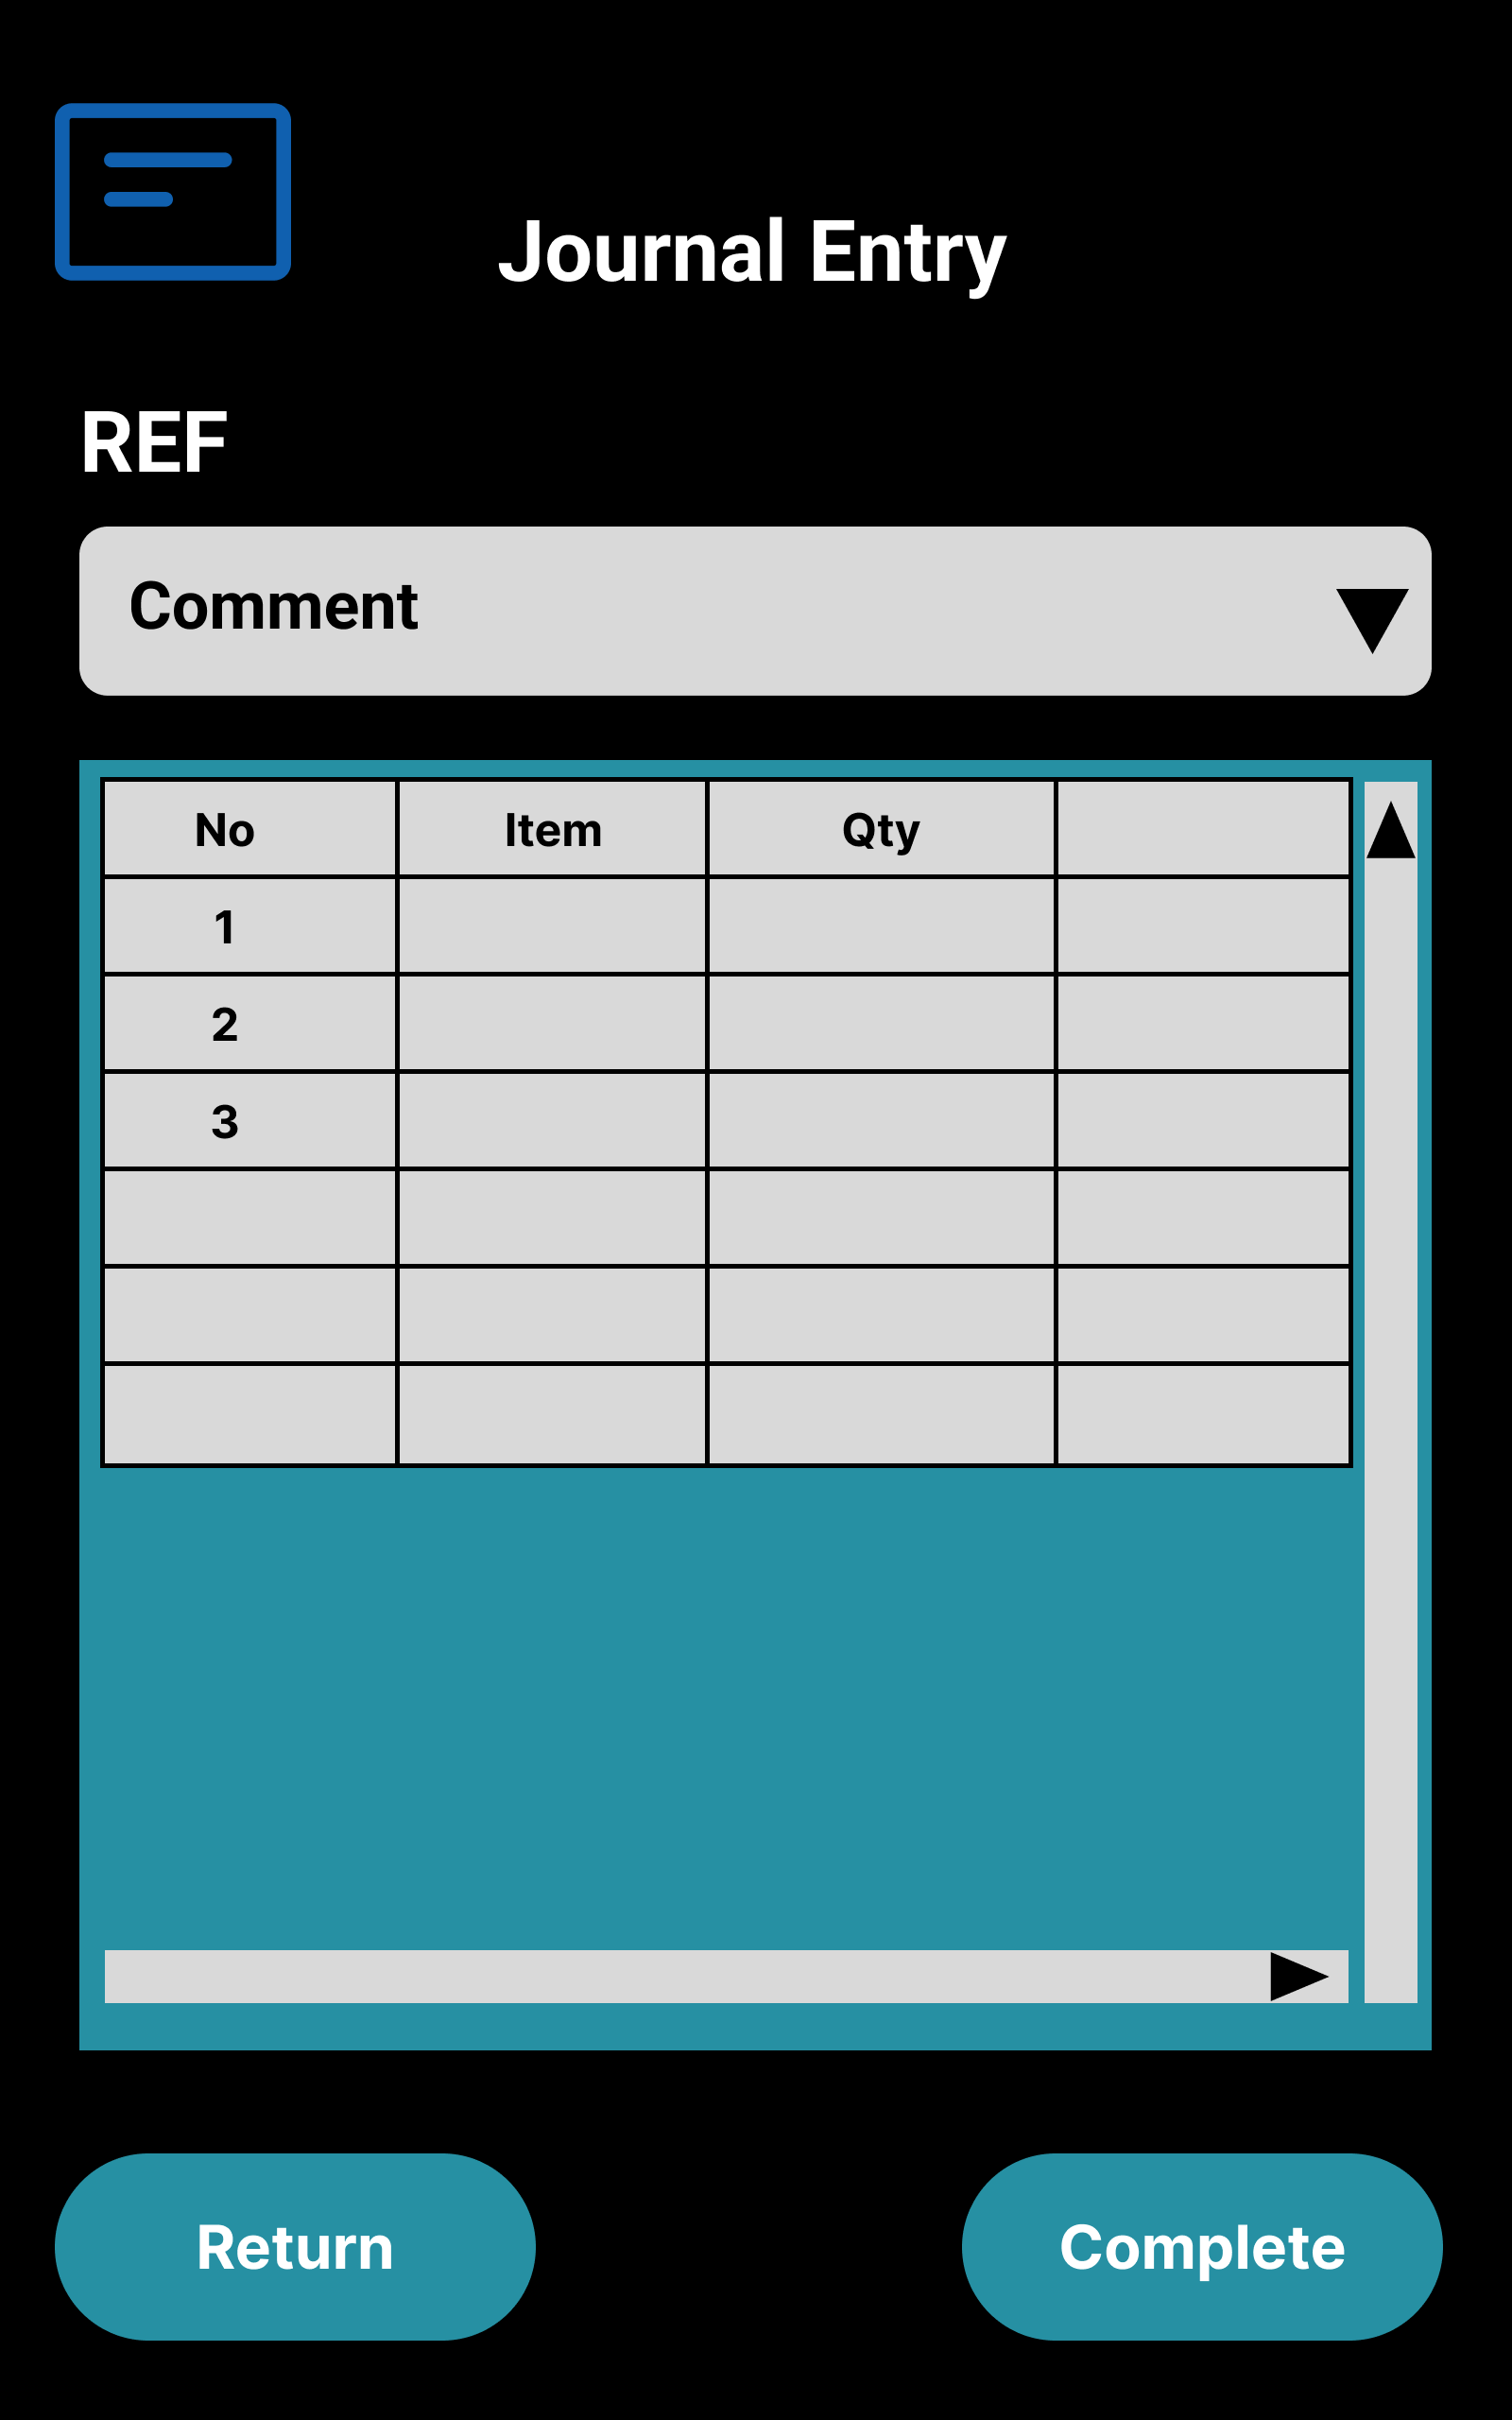 Journal Entry
REF
Comment
No Item Qty
1
2
3
Return Complete